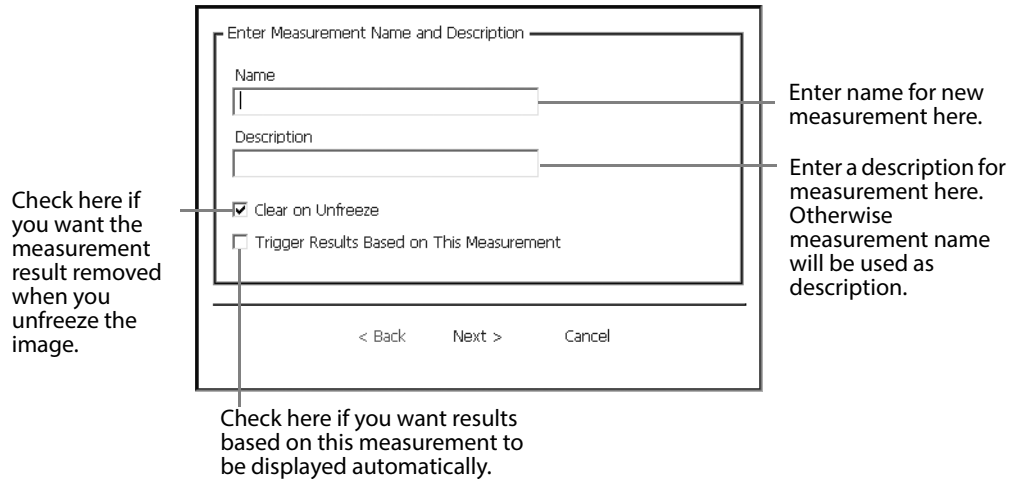 Enter Measurement Name and Description
Name
Description
Clear on Unfreeze
Trigger Results Based on This Measurement
< Back Next > Cancel
Enter name for new
measurement here.
Enter a description for
measurement here.
Otherwise
measurement name
will be used as
description.
Check here if
you want the
measurement
result removed
when you
unfreeze the
image.
Check here if you want results
based on this measurement to
be displayed automatically.